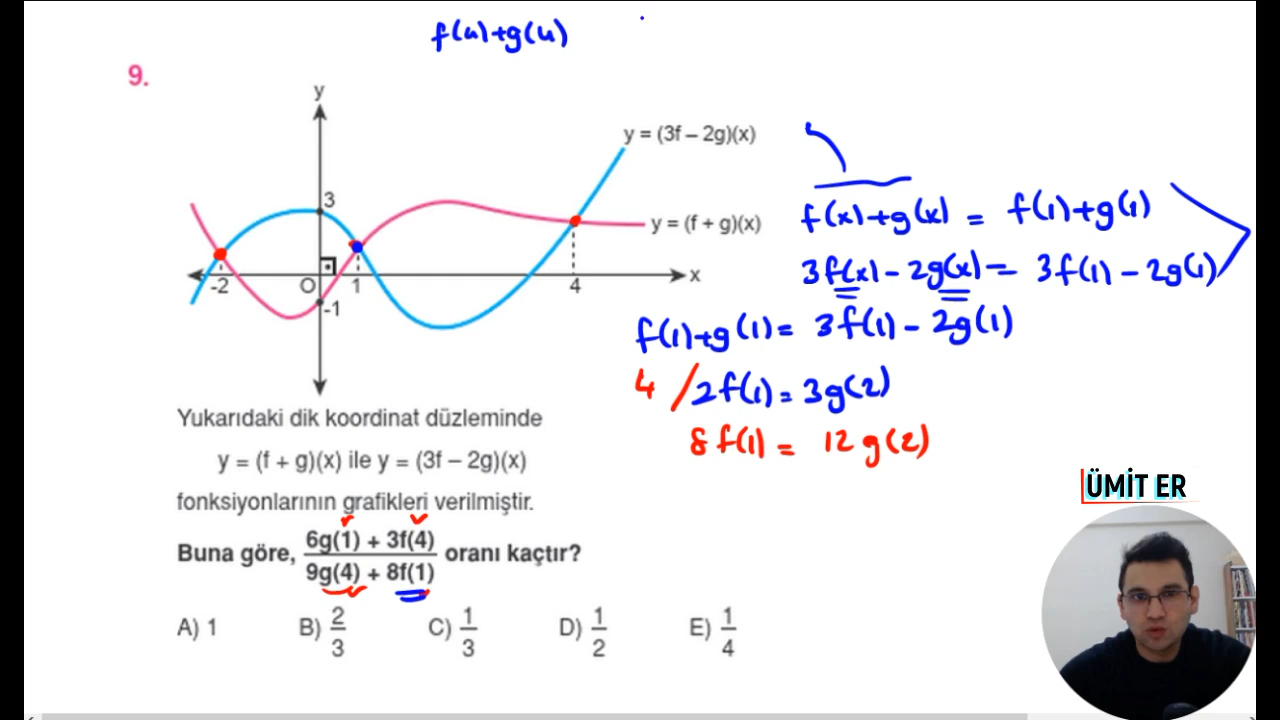 f(4)+g(4)
9.
y
y = (3f – 2g)(x)
3
y = (f + g)(x)
-2
O
1
4
x
-1
f(x)+g(x) = f(1)+g(1)
3f(x) - 2g(x) = 3f(1) - 2g(1)
f(1)+g(1) = 3f(1) - 2g(1)
4 / 2f(1) = 3g(2)
8f(1) = 12g(2)
Yukarıdaki dik koordinat düzleminde
y = (f + g)(x) ile y = (3f – 2g)(x)
fonksiyonlarının grafikleri verilmiştir.
Buna göre, 6g(1) + 3f(4) / 9g(4) + 8f(1) oranı kaçtır?
A) 1 B) 2/3 C) 1/3 D) 1/2 E) 1/4
ÜMİT ER